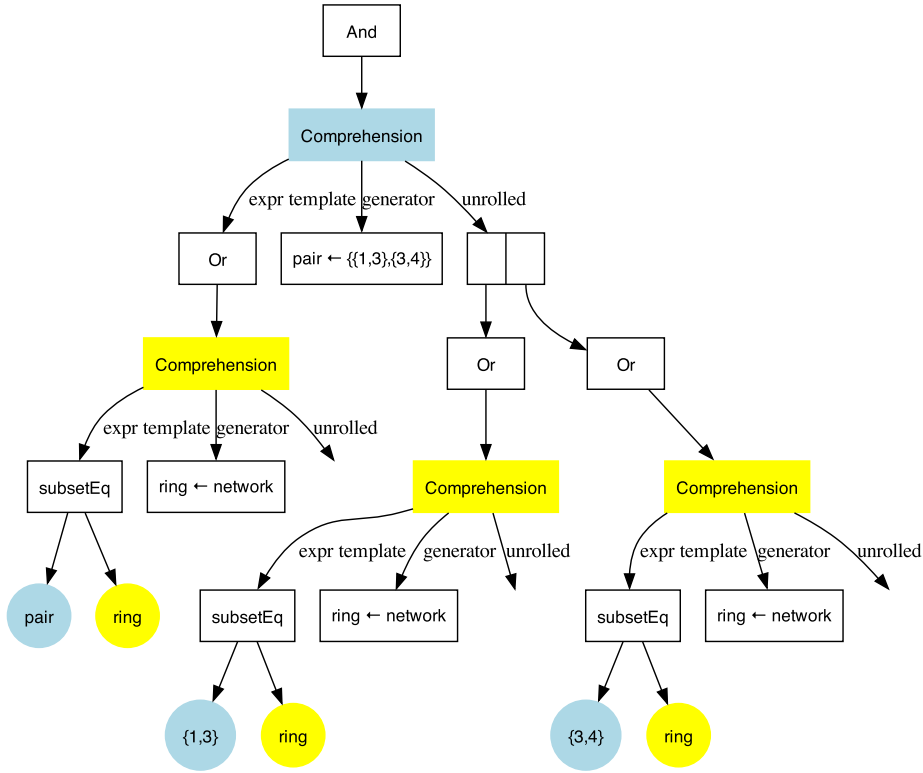 And
Comprehension
expr template
generator
unrolled
Or
pair ← {{1,3},{3,4}}
Comprehension
Or
Or
expr template
generator
unrolled
subsetEq
ring ← network
Comprehension
Comprehension
expr template
generator
unrolled
expr template
generator
unrolled
pair
ring
subsetEq
ring ← network
subsetEq
ring ← network
{1,3}
ring
{3,4}
ring